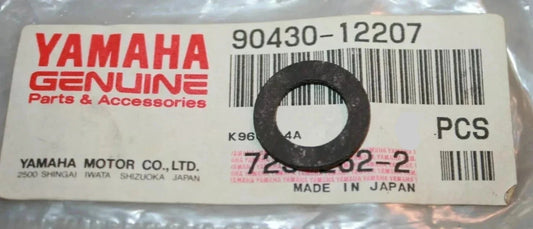 YAMAHA
GENUINE
Parts & Accessories
90430-12207
PCS
MADE IN JAPAN
YAMAHA MOTOR CO., LTD.
2500 SHINGAI IWATA SHIZUOKA JAPAN